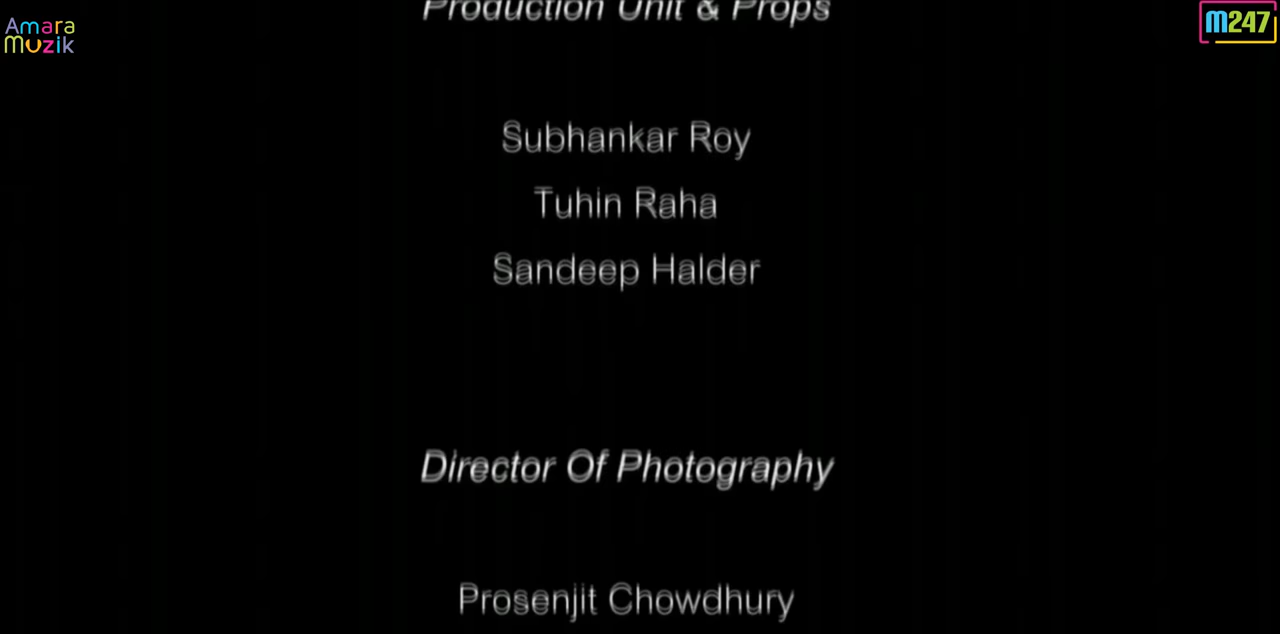 Amara
Muzik
M247
Production Unit & Props
Subhankar Roy
Tuhin Raha
Sandeep Halder
Director Of Photography
Prosenjit Chowdhury